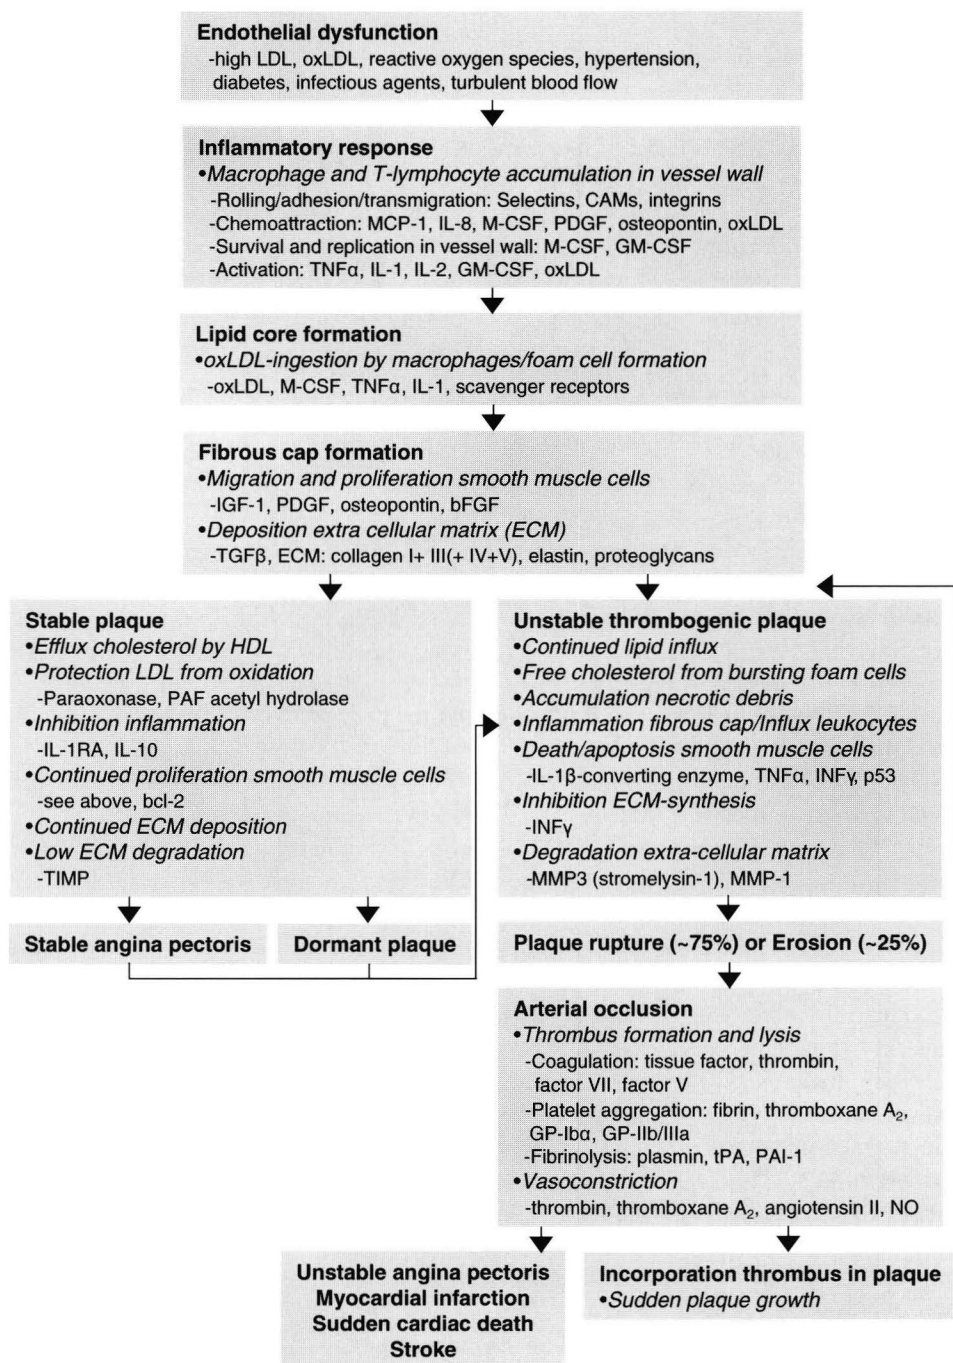 Endothelial dysfunction
-high LDL, oxLDL, reactive oxygen species, hypertension,
diabetes, infectious agents, turbulent blood flow
Inflammatory response
•Macrophage and T-lymphocyte accumulation in vessel wall
-Rolling/adhesion/transmigration: Selectins, CAMs, integrins
-Chemoattraction: MCP-1, IL-8, M-CSF, PDGF, osteopontin, oxLDL
-Survival and replication in vessel wall: M-CSF, GM-CSF
-Activation: TNFα, IL-1, IL-2, GM-CSF, oxLDL
Lipid core formation
•oxLDL-ingestion by macrophages/foam cell formation
-oxLDL, M-CSF, TNFα, IL-1, scavenger receptors
Fibrous cap formation
•Migration and proliferation smooth muscle cells
-IGF-1, PDGF, osteopontin, bFGF
•Deposition extra cellular matrix (ECM)
-TGFβ, ECM: collagen I+ III(+ IV+V), elastin, proteoglycans
Stable plaque
•Efflux cholesterol by HDL
•Protection LDL from oxidation
-Paraoxonase, PAF acetyl hydrolase
•Inhibition inflammation
-IL-1RA, IL-10
•Continued proliferation smooth muscle cells
-see above, bcl-2
•Continued ECM deposition
•Low ECM degradation
-TIMP
Stable angina pectoris
Dormant plaque
Unstable thrombogenic plaque
•Continued lipid influx
•Free cholesterol from bursting foam cells
•Accumulation necrotic debris
•Inflammation fibrous cap/Influx leukocytes
•Death/apoptosis smooth muscle cells
-IL-1β-converting enzyme, TNFα, INFγ, p53
•Inhibition ECM-synthesis
-INFγ
•Degradation extra-cellular matrix
-MMP3 (stromelysin-1), MMP-1
Plaque rupture (~75%) or Erosion (~25%)
Arterial occlusion
•Thrombus formation and lysis
-Coagulation: tissue factor, thrombin,
factor VII, factor V
-Platelet aggregation: fibrin, thromboxane A₂,
GP-Ibα, GP-IIb/IIIa
-Fibrinolysis: plasmin, tPA, PAI-1
•Vasoconstriction
-thrombin, thromboxane A₂, angiotensin II, NO
Unstable angina pectoris
Myocardial infarction
Sudden cardiac death
Stroke
Incorporation thrombus in plaque
•Sudden plaque growth